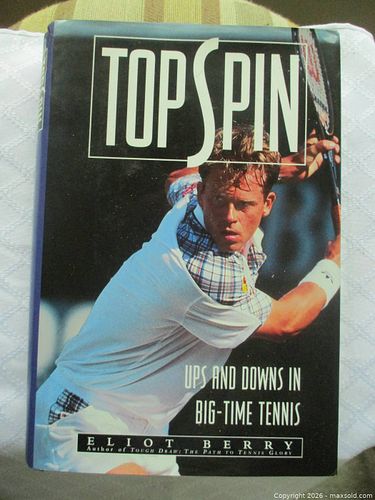 TOPSPIN
UPS AND DOWNS IN
BIG-TIME TENNIS
ELIOT BERRY
Author of TOUGH DRAW: THE PATH TO TENNIS GLORY
Copyright © 2026 - maxsold.com